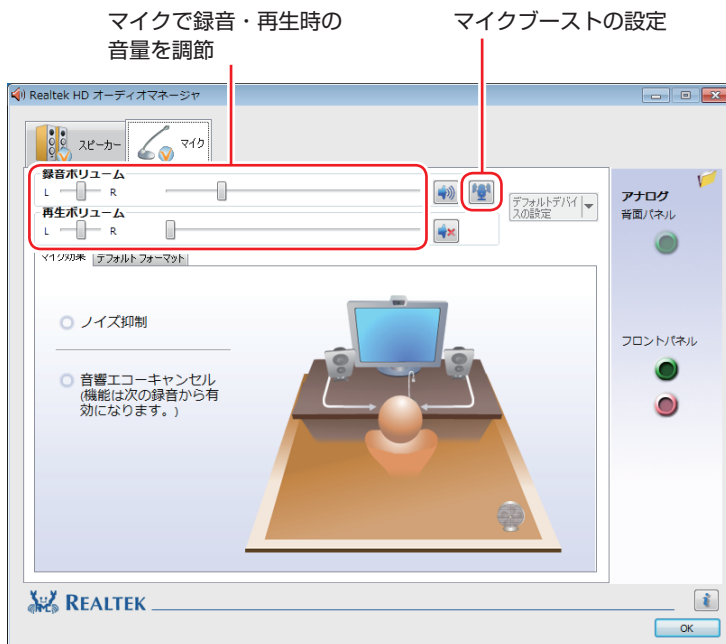 マイクで録音・再生時の
音量を調節
マイクブーストの設定
Realtek HD オーディオマネージャ
スピーカー
マイク
録音ボリューム
L R
デフォルトデバイ
スの設定
再生ボリューム
L R
マイク効果 デフォルト フォーマット
ノイズ抑制
音響エコーキャンセル
(機能は次の録音から有
効になります。)
アナログ
背面パネル
フロントパネル
REALTEK
OK